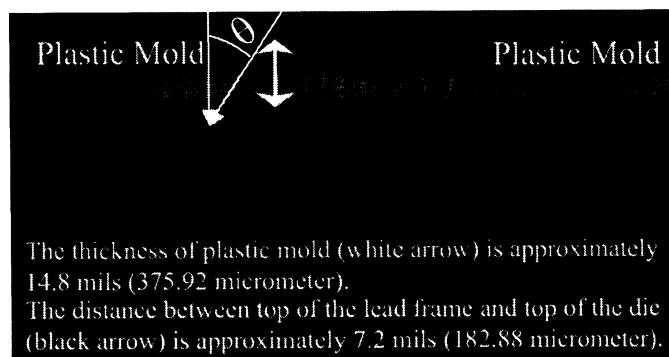 θ
Plastic Mold Plastic Mold
The thickness of plastic mold (white arrow) is approximately
14.8 mils (375.92 micrometer).
The distance between top of the lead frame and top of the die
(black arrow) is approximately 7.2 mils (182.88 micrometer).